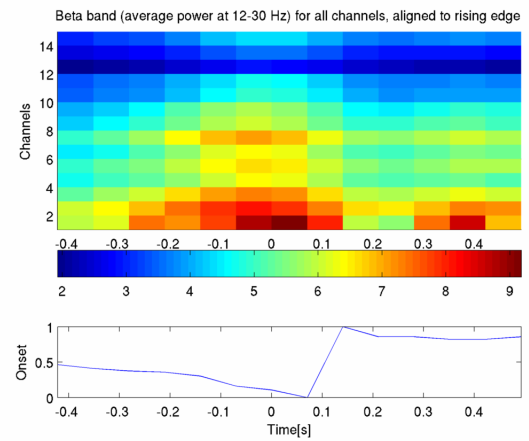 Beta band (average power at 12-30 Hz) for all channels, aligned to rising edge
14
12
10
8
6
4
2
Channels
-0.4 -0.3 -0.2 -0.1 0 0.1 0.2 0.3 0.4
2 3 4 5 6 7 8 9
1
0.5
0
Onset
-0.4 -0.3 -0.2 -0.1 0 0.1 0.2 0.3 0.4
Time[s]